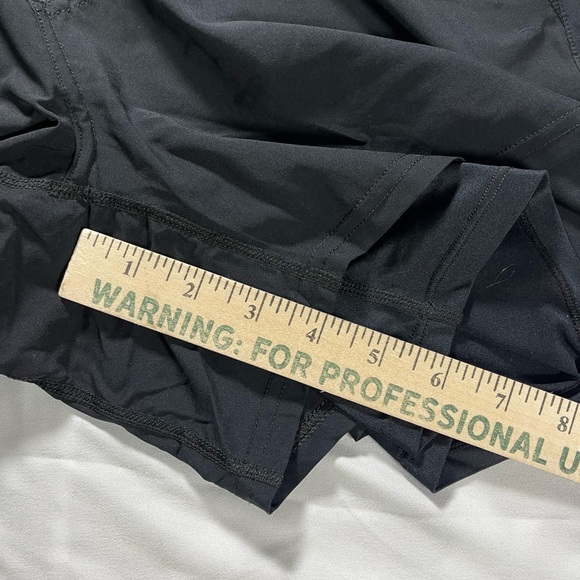 1 2 3 4 5 6 7 8
WARNING: FOR PROFESSIONAL U